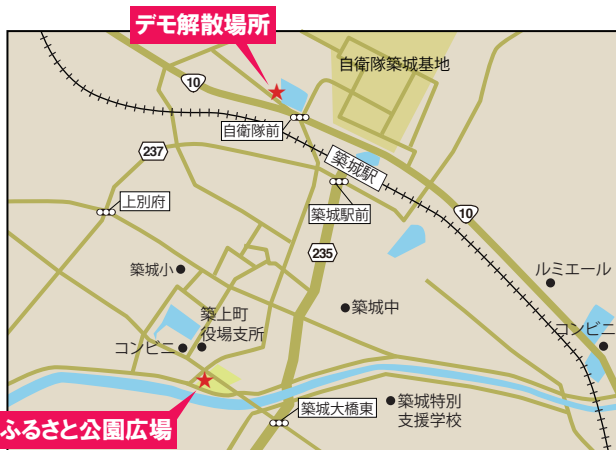 デモ解散場所
自衛隊築城基地
10
自衛隊前
237
築城駅
上別府
築城駅前
10
235
築城小
ルミエール
築上町
役場支所
築城中
コンビニ
コンビニ
築城特別
支援学校
築城大橋東
ふるさと公園広場